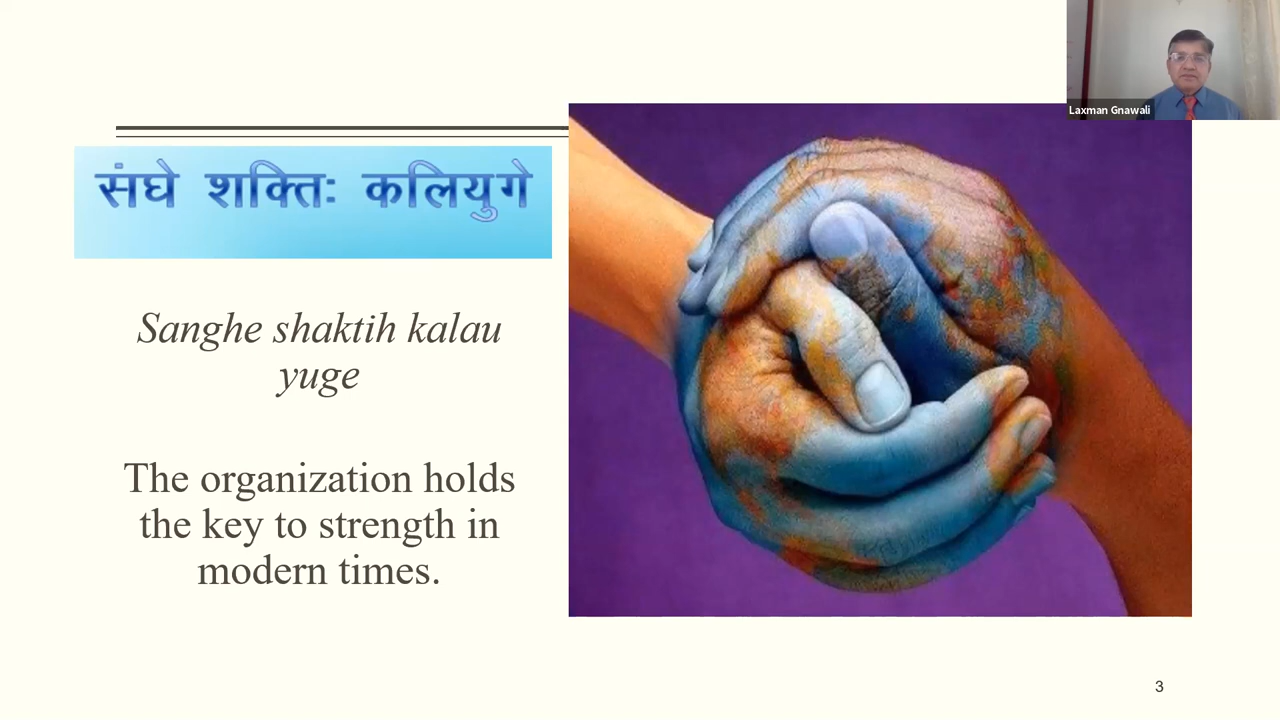 Laxman Gnawali
संघे शक्तिः कलियुगे
Sanghe shaktih kalau
yuge
The organization holds
the key to strength in
modern times.
3